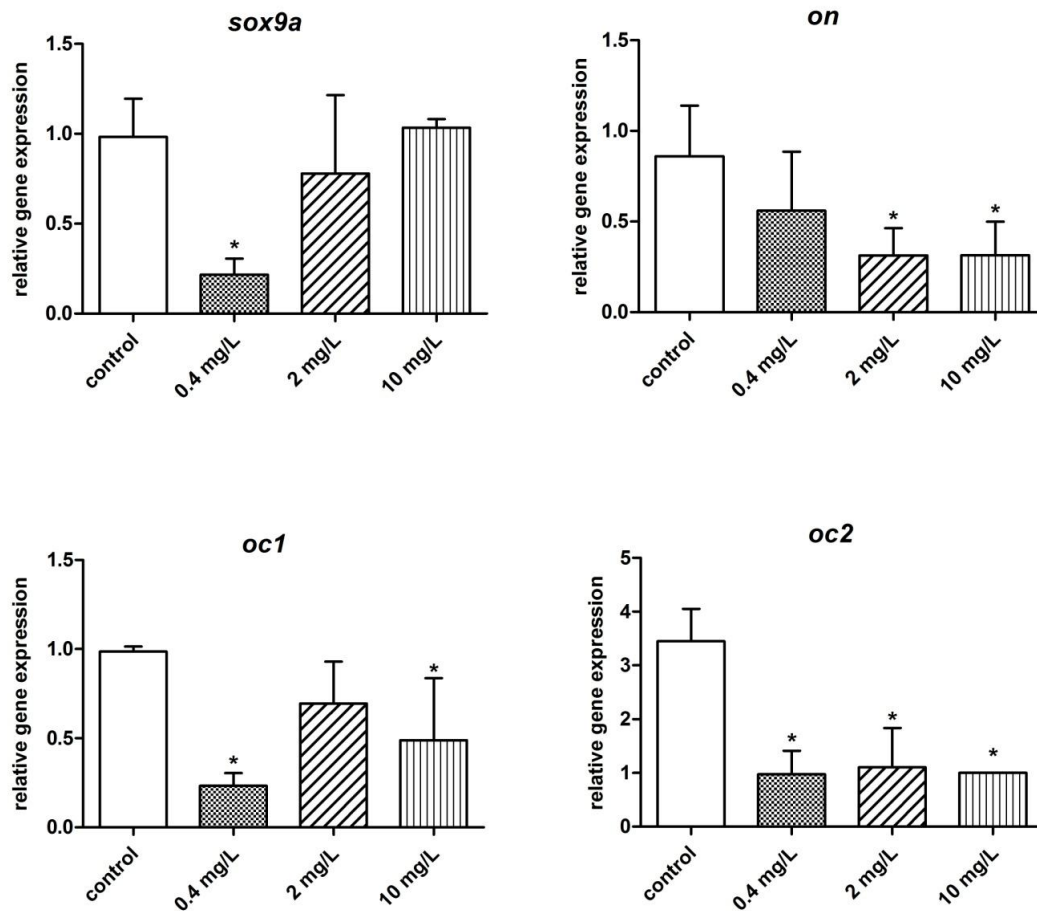 sox9a
relative gene expression
1.5
1.0
0.5
0.0
*
control
0.4 mg/L
2 mg/L
10 mg/L
on
relative gene expression
1.5
1.0
0.5
0.0
*
*
control
0.4 mg/L
2 mg/L
10 mg/L
oc1
relative gene expression
1.5
1.0
0.5
0.0
*
*
control
0.4 mg/L
2 mg/L
10 mg/L
oc2
relative gene expression
5
4
3
2
1
0
*
*
*
control
0.4 mg/L
2 mg/L
10 mg/L